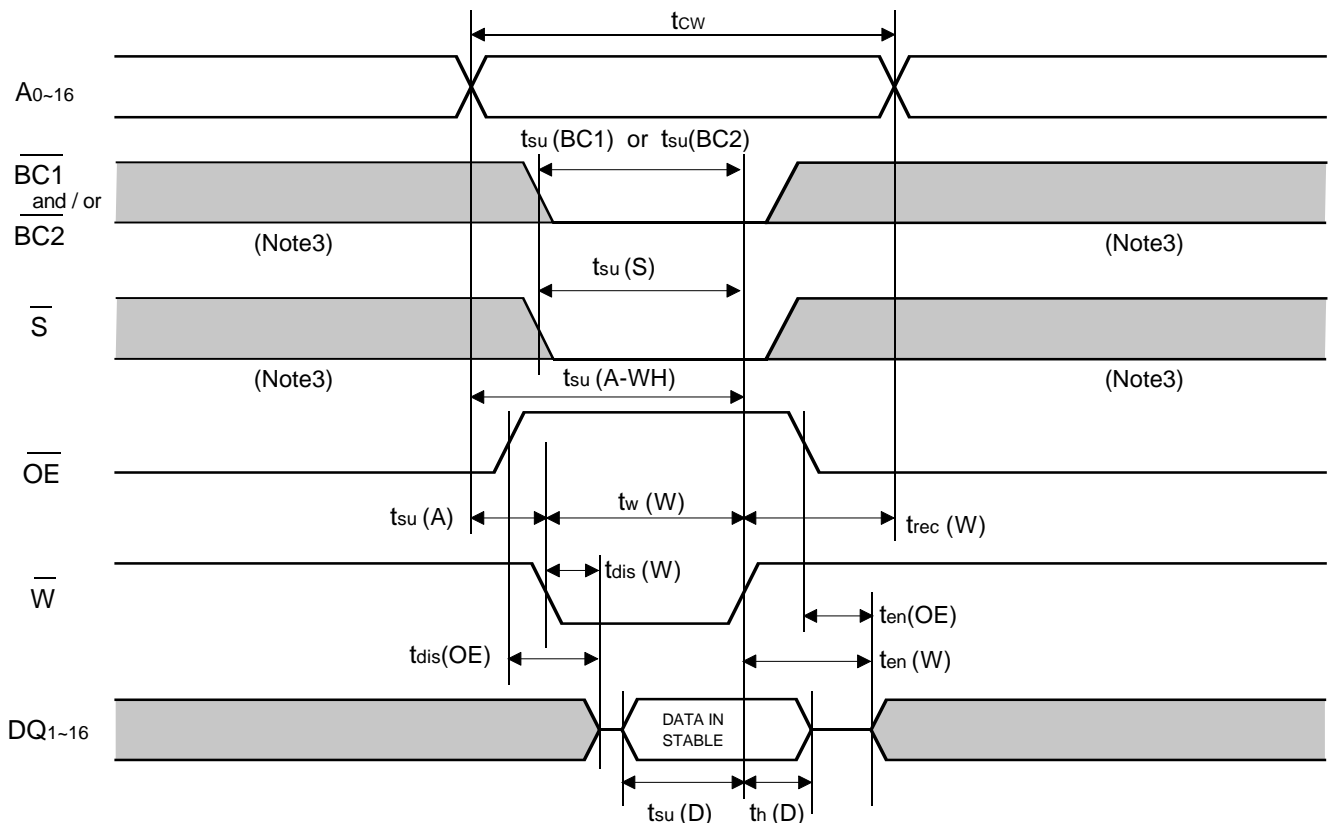 tCW
A0~16
tsu (BC1) or tsu(BC2)
BC1
and / or
BC2
(Note3)
(Note3)
tsu (S)
S
(Note3)
tsu (A-WH)
(Note3)
OE
tsu (A)
tw (W)
trec (W)
W
tdis (W)
ten(OE)
tdis(OE)
ten (W)
DQ1~16
DATA IN
STABLE
tsu (D)
th (D)